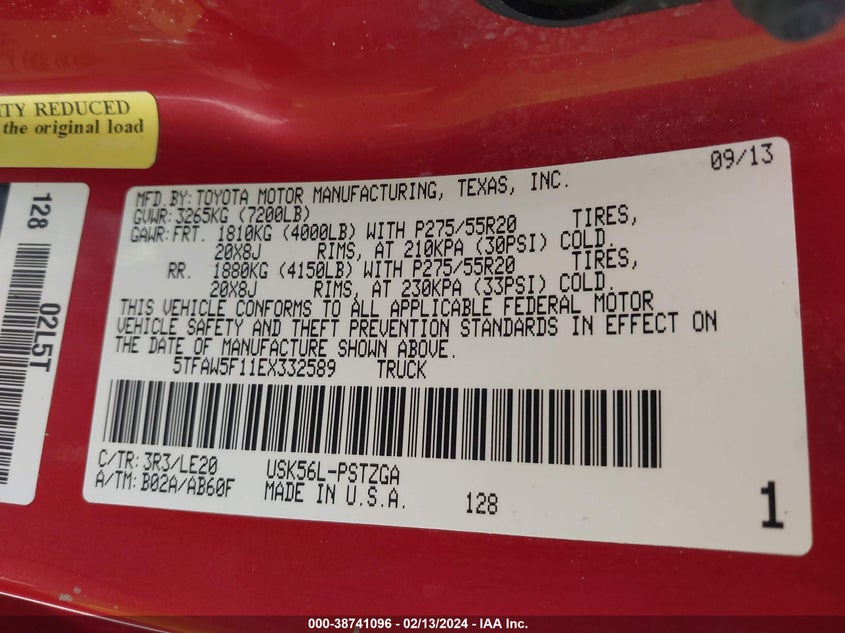 ITY REDUCED
the original load
128
02L5T
09/13
MFD.BY:TOYOTA MOTOR MANUFACTURING, TEXAS, INC.
GVWR:3265KG (7200LB)
GAWR:FRT. 1810KG (4000LB) WITH P275/55R20 TIRES,
20X8J RIMS, AT 210KPA (30PSI) COLD.
RR. 1880KG (4150LB) WITH P275/55R20 TIRES,
20X8J RIMS, AT 230KPA (33PSI) COLD.
THIS VEHICLE CONFORMS TO ALL APPLICABLE FEDERAL MOTOR
VEHICLE SAFETY AND THEFT PREVENTION STANDARDS IN EFFECT ON
THE DATE OF MANUFACTURE SHOWN ABOVE.
5TFAW5F11EX332589 TRUCK
C/TR:3R3/LE20 USK56L-PSTZGA
A/TM:B02A/AB60F MADE IN U.S.A. 128
1
000-38741096 - 02/13/2024 - IAA Inc.